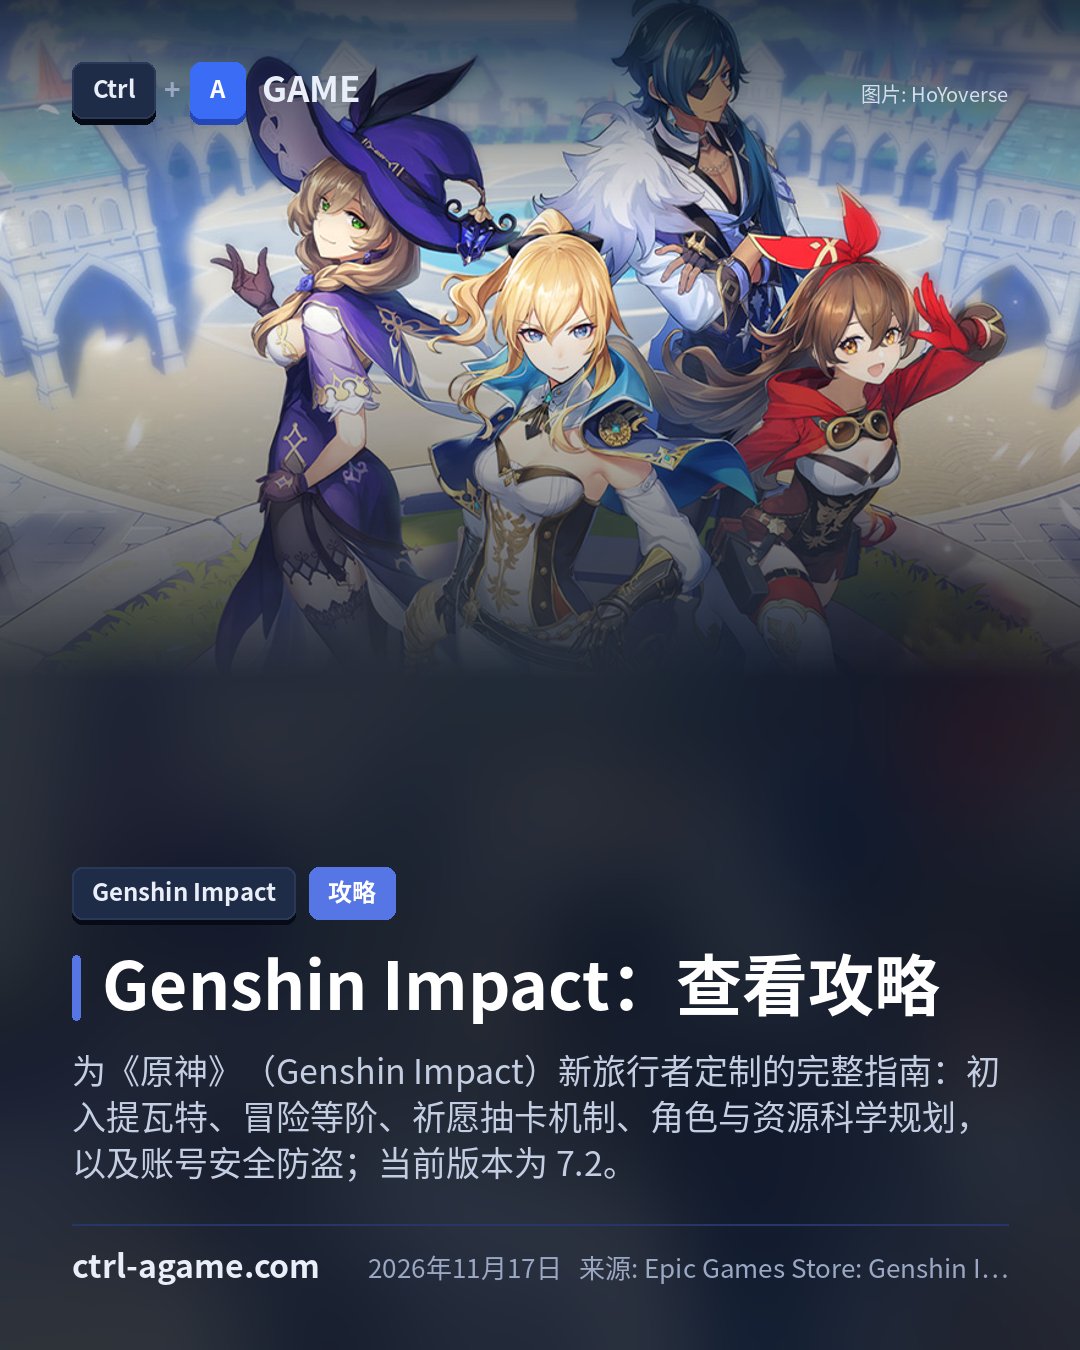 Ctrl + A GAME
图片: HoYoverse
Genshin Impact 攻略
Genshin Impact：查看攻略
为《原神》（Genshin Impact）新旅行者定制的完整指南：初
入提瓦特、冒险等阶、祈愿抽卡机制、角色与资源科学规划，
以及账号安全防盗；当前版本为 7.2。
ctrl-agame.com 2026年11月17日 来源: Epic Games Store: Genshin I…